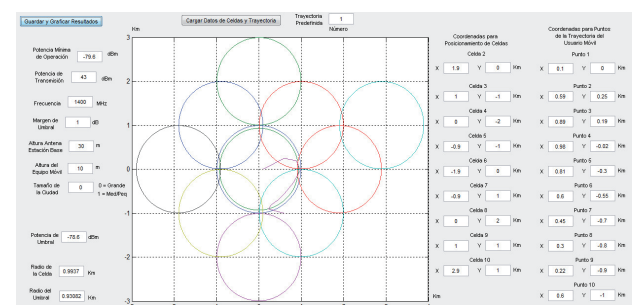 Guardar y Graficar Resultados
Cargar Datos de Celdas y Trayectoria
Trayectoria Predefinida 1
Número
Km
3
2
1
0
-1
-2
-3
Km
Potencia Mínima de Operación -79.6 dBm
Potencia de Transmisión 43 dBm
Frecuencia 1400 MHz
Margen de Umbral 1 dB
Altura Antena Estación Base 30 m
Altura del Equipo Móvil 10 m
Tamaño de la Ciudad 0 0 = Grande
1 = Med/Peq
Potencia de Umbral -78.6 dBm
Radio de la Celda 0.9937 Km
Radio del Umbral 0.93082 Km
Coordenadas para
Posicionamiento de Celdas
Celda 2
X 1.9 Y 0 Km
Celda 3
X 1 Y -1 Km
Celda 4
X 0 Y -2 Km
Celda 5
X -0.9 Y -1 Km
Celda 6
X -1.9 Y 0 Km
Celda 7
X -0.9 Y 1 Km
Celda 8
X 0 Y 2 Km
Celda 9
X 1 Y 1 Km
Celda 10
X 2.9 Y 1 Km
Coordenadas para Puntos
de la Trayectoria del
Usuario Móvil
Punto 1
X 0.1 Y 0 Km
Punto 2
X 0.59 Y 0.25 Km
Punto 3
X 0.89 Y 0.19 Km
Punto 4
X 0.98 Y -0.02 Km
Punto 5
X 0.81 Y -0.3 Km
Punto 6
X 0.6 Y -0.55 Km
Punto 7
X 0.45 Y -0.7 Km
Punto 8
X 0.3 Y -0.8 Km
Punto 9
X 0.22 Y -0.9 Km
Punto 10
X 0.6 Y -1 Km